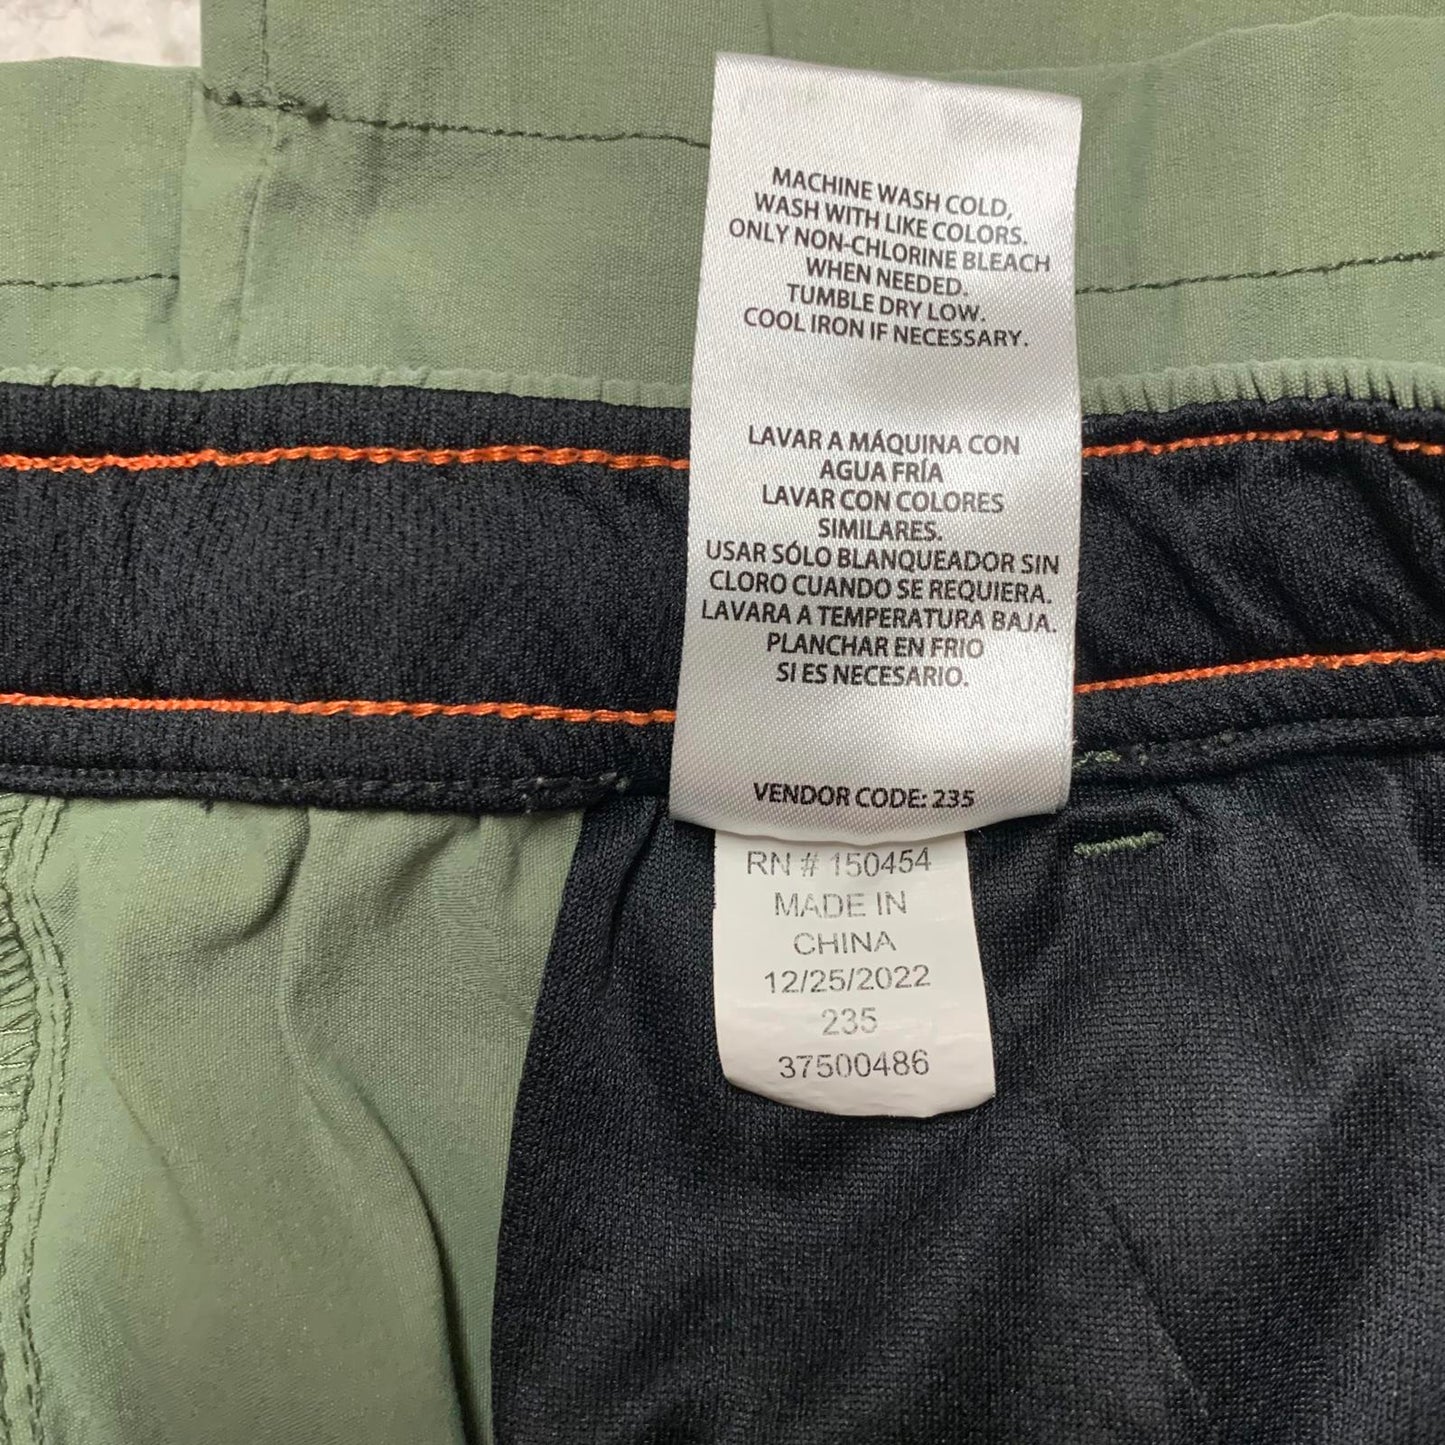 MACHINE WASH COLD,
WASH WITH LIKE COLORS.
ONLY NON-CHLORINE BLEACH
WHEN NEEDED.
TUMBLE DRY LOW.
COOL IRON IF NECESSARY.
LAVAR A MÁQUINA CON
AGUA FRÍA
LAVAR CON COLORES
SIMILARES.
USAR SÓLO BLANQUEADOR SIN
CLORO CUANDO SE REQUIERA.
LAVARA A TEMPERATURA BAJA.
PLANCHAR EN FRIO
SI ES NECESARIO.
VENDOR CODE: 235
RN # 150454
MADE IN
CHINA
12/25/2022
235
37500486